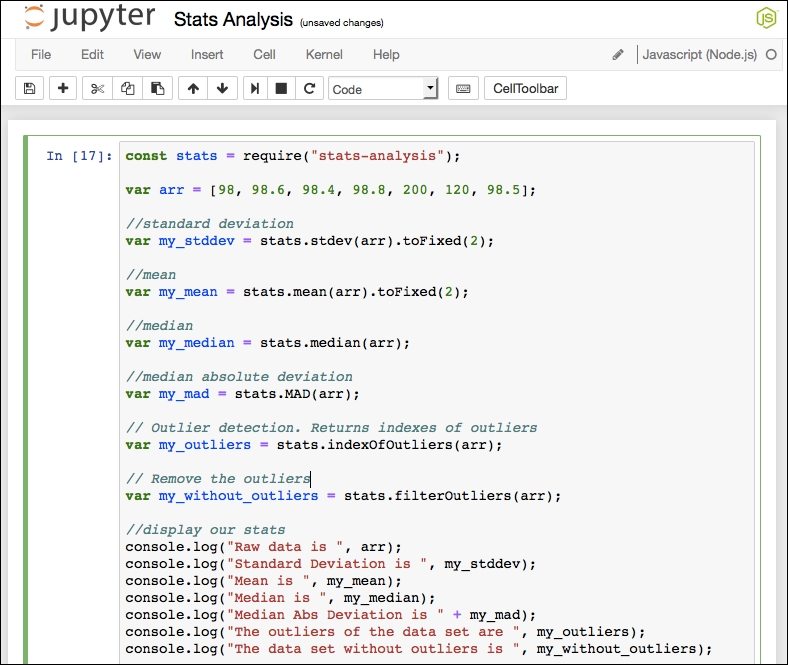 jupyter Stats Analysis (unsaved changes)
JS
File Edit View Insert Cell Kernel Help Javascript (Node.js)
Code CellToolbar
In [17]: const stats = require("stats-analysis");
var arr = [98, 98.6, 98.4, 98.8, 200, 120, 98.5];
//standard deviation
var my_stddev = stats.stdev(arr).toFixed(2);
//mean
var my_mean = stats.mean(arr).toFixed(2);
//median
var my_median = stats.median(arr);
//median absolute deviation
var my_mad = stats.MAD(arr);
// Outlier detection. Returns indexes of outliers
var my_outliers = stats.indexOfOutliers(arr);
// Remove the outliers
var my_without_outliers = stats.filterOutliers(arr);
//display our stats
console.log("Raw data is ", arr);
console.log("Standard Deviation is ", my_stddev);
console.log("Mean is ", my_mean);
console.log("Median is ", my_median);
console.log("Median Abs Deviation is " + my_mad);
console.log("The outliers of the data set are ", my_outliers);
console.log("The data set without outliers is ", my_without_outliers);